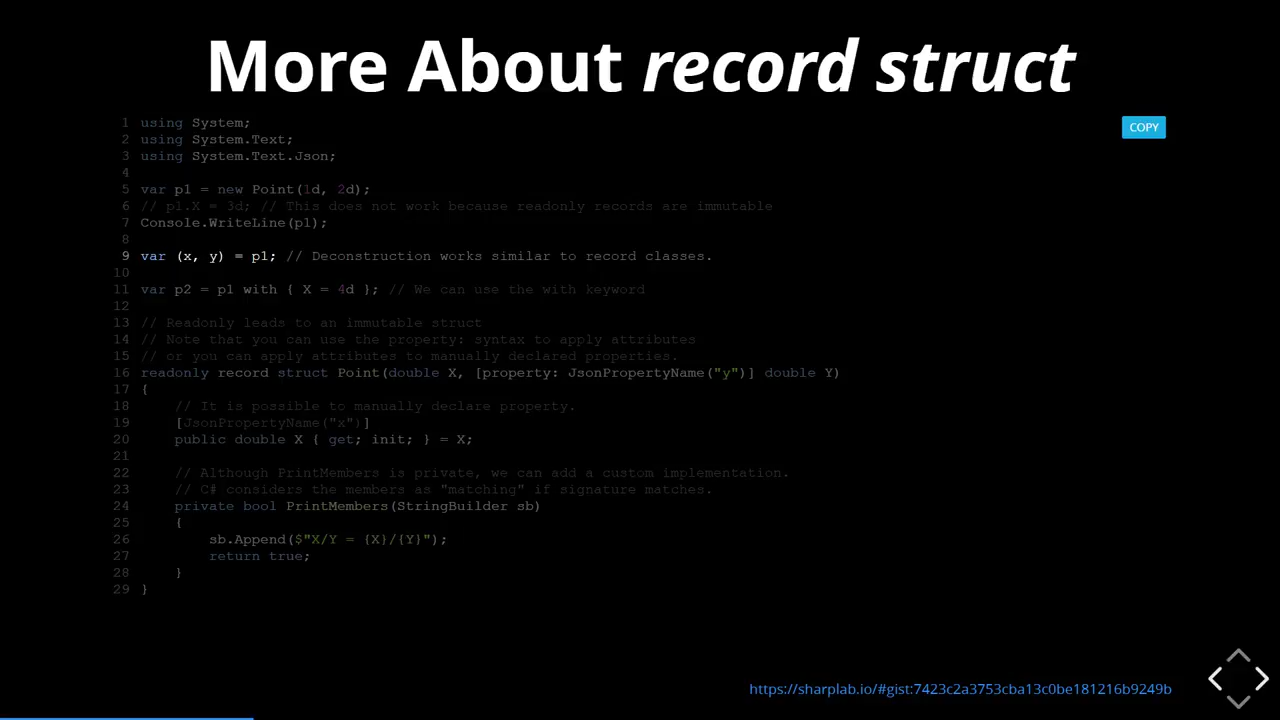 More About record struct
COPY
1 using System;
2 using System.Text;
3 using System.Text.Json;
4
5 var p1 = new Point(1d, 2d);
6 // p1.X = 3d; // This does not work because readonly records are immutable
7 Console.WriteLine(p1);
8
9 var (x, y) = p1; // Deconstruction works similar to record classes.
10
11 var p2 = p1 with { X = 4d }; // We can use the with keyword
12
13 // Readonly leads to an immutable struct
14 // Note that you can use the property: syntax to apply attributes
15 // or you can apply attributes to manually declared properties.
16 readonly record struct Point(double X, [property: JsonPropertyName("y")] double Y)
17 {
18     // It is possible to manually declare property.
19     [JsonPropertyName("x")]
20     public double X { get; init; } = X;
21
22     // Although PrintMembers is private, we can add a custom implementation.
23     // C# considers the members as "matching" if signature matches.
24     private bool PrintMembers(StringBuilder sb)
25     {
26         sb.Append($"X/Y = {X}/{Y}");
27         return true;
28     }
29 }
https://sharplab.io/#gist:7423c2a3753cba13c0be181216b9249b